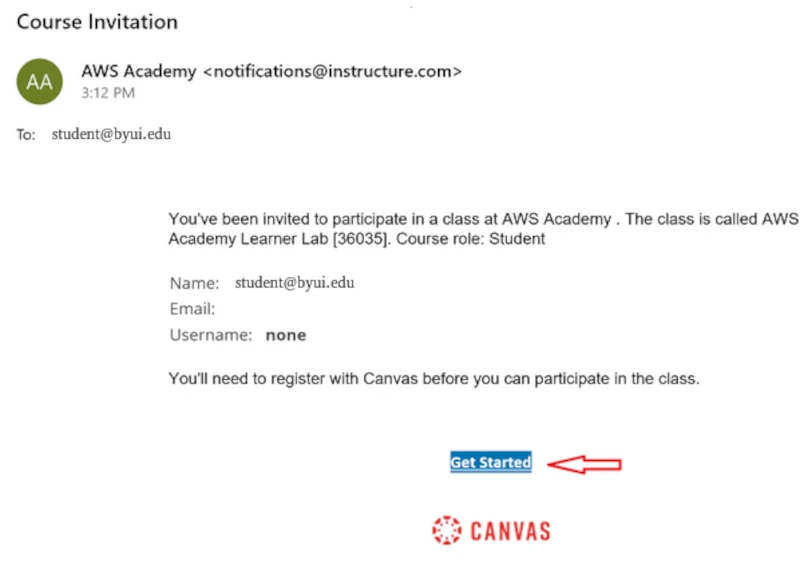 Course Invitation
AA
AWS Academy <notifications@instructure.com>
3:12 PM
To: student@byui.edu
You've been invited to participate in a class at AWS Academy . The class is called AWS
Academy Learner Lab [36035]. Course role: Student
Name: student@byui.edu
Email:
Username: none
You'll need to register with Canvas before you can participate in the class.
Get Started
CANVAS